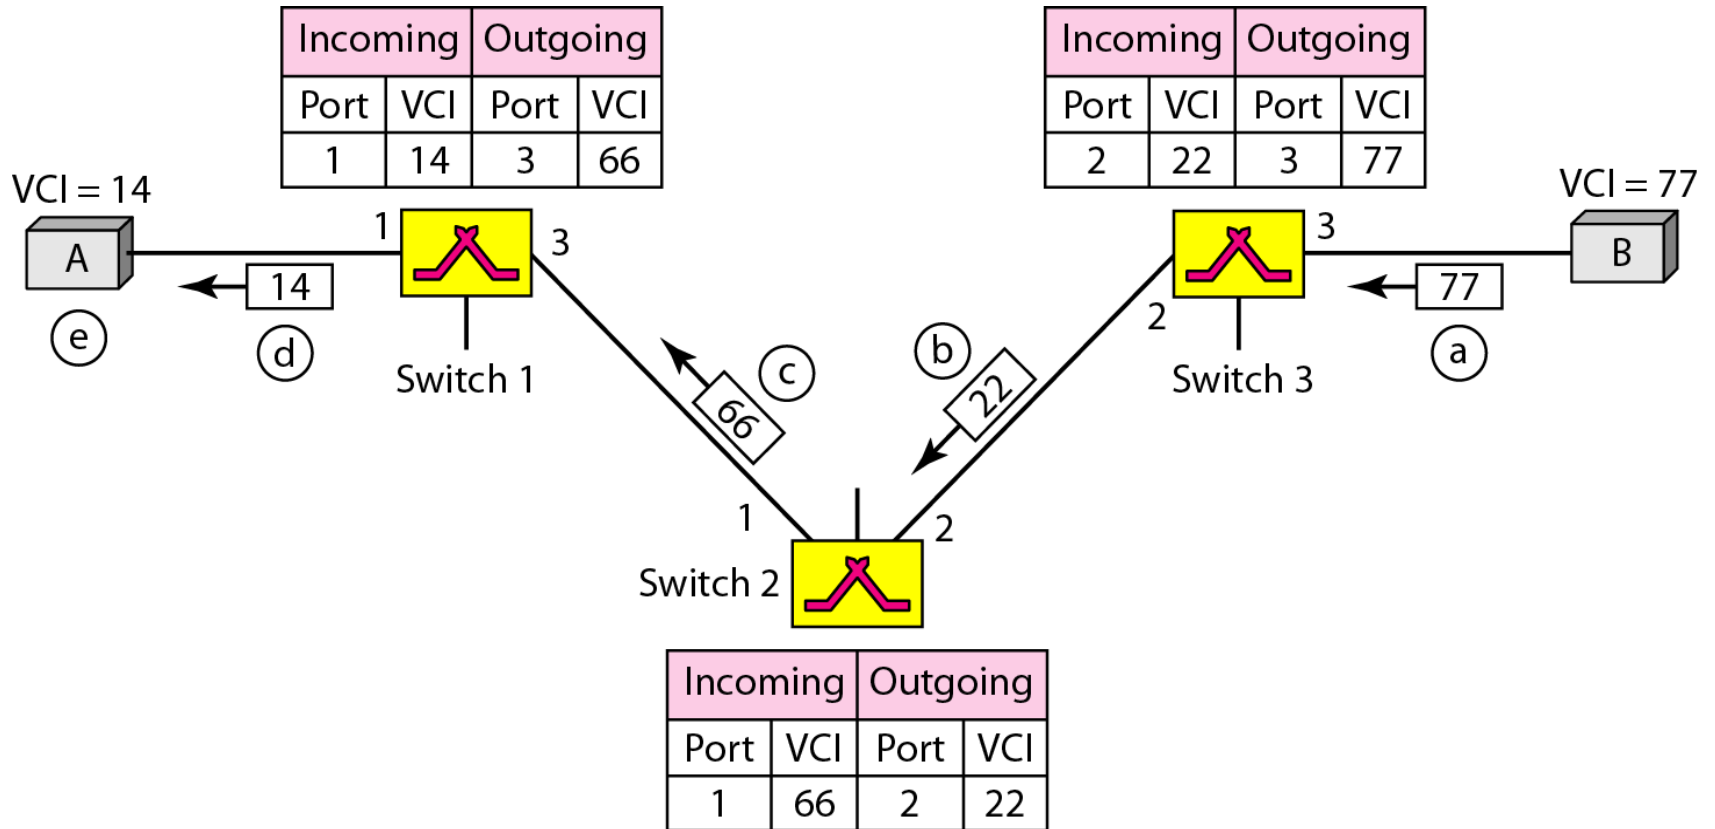 Incoming Outgoing
Port VCI Port VCI
1 14 3 66
Incoming Outgoing
Port VCI Port VCI
2 22 3 77
VCI = 14
VCI = 77
A
1
3
3
B
14
77
2
e
d
c
b
a
Switch 1
Switch 3
66
22
1
2
Switch 2
Incoming Outgoing
Port VCI Port VCI
1 66 2 22